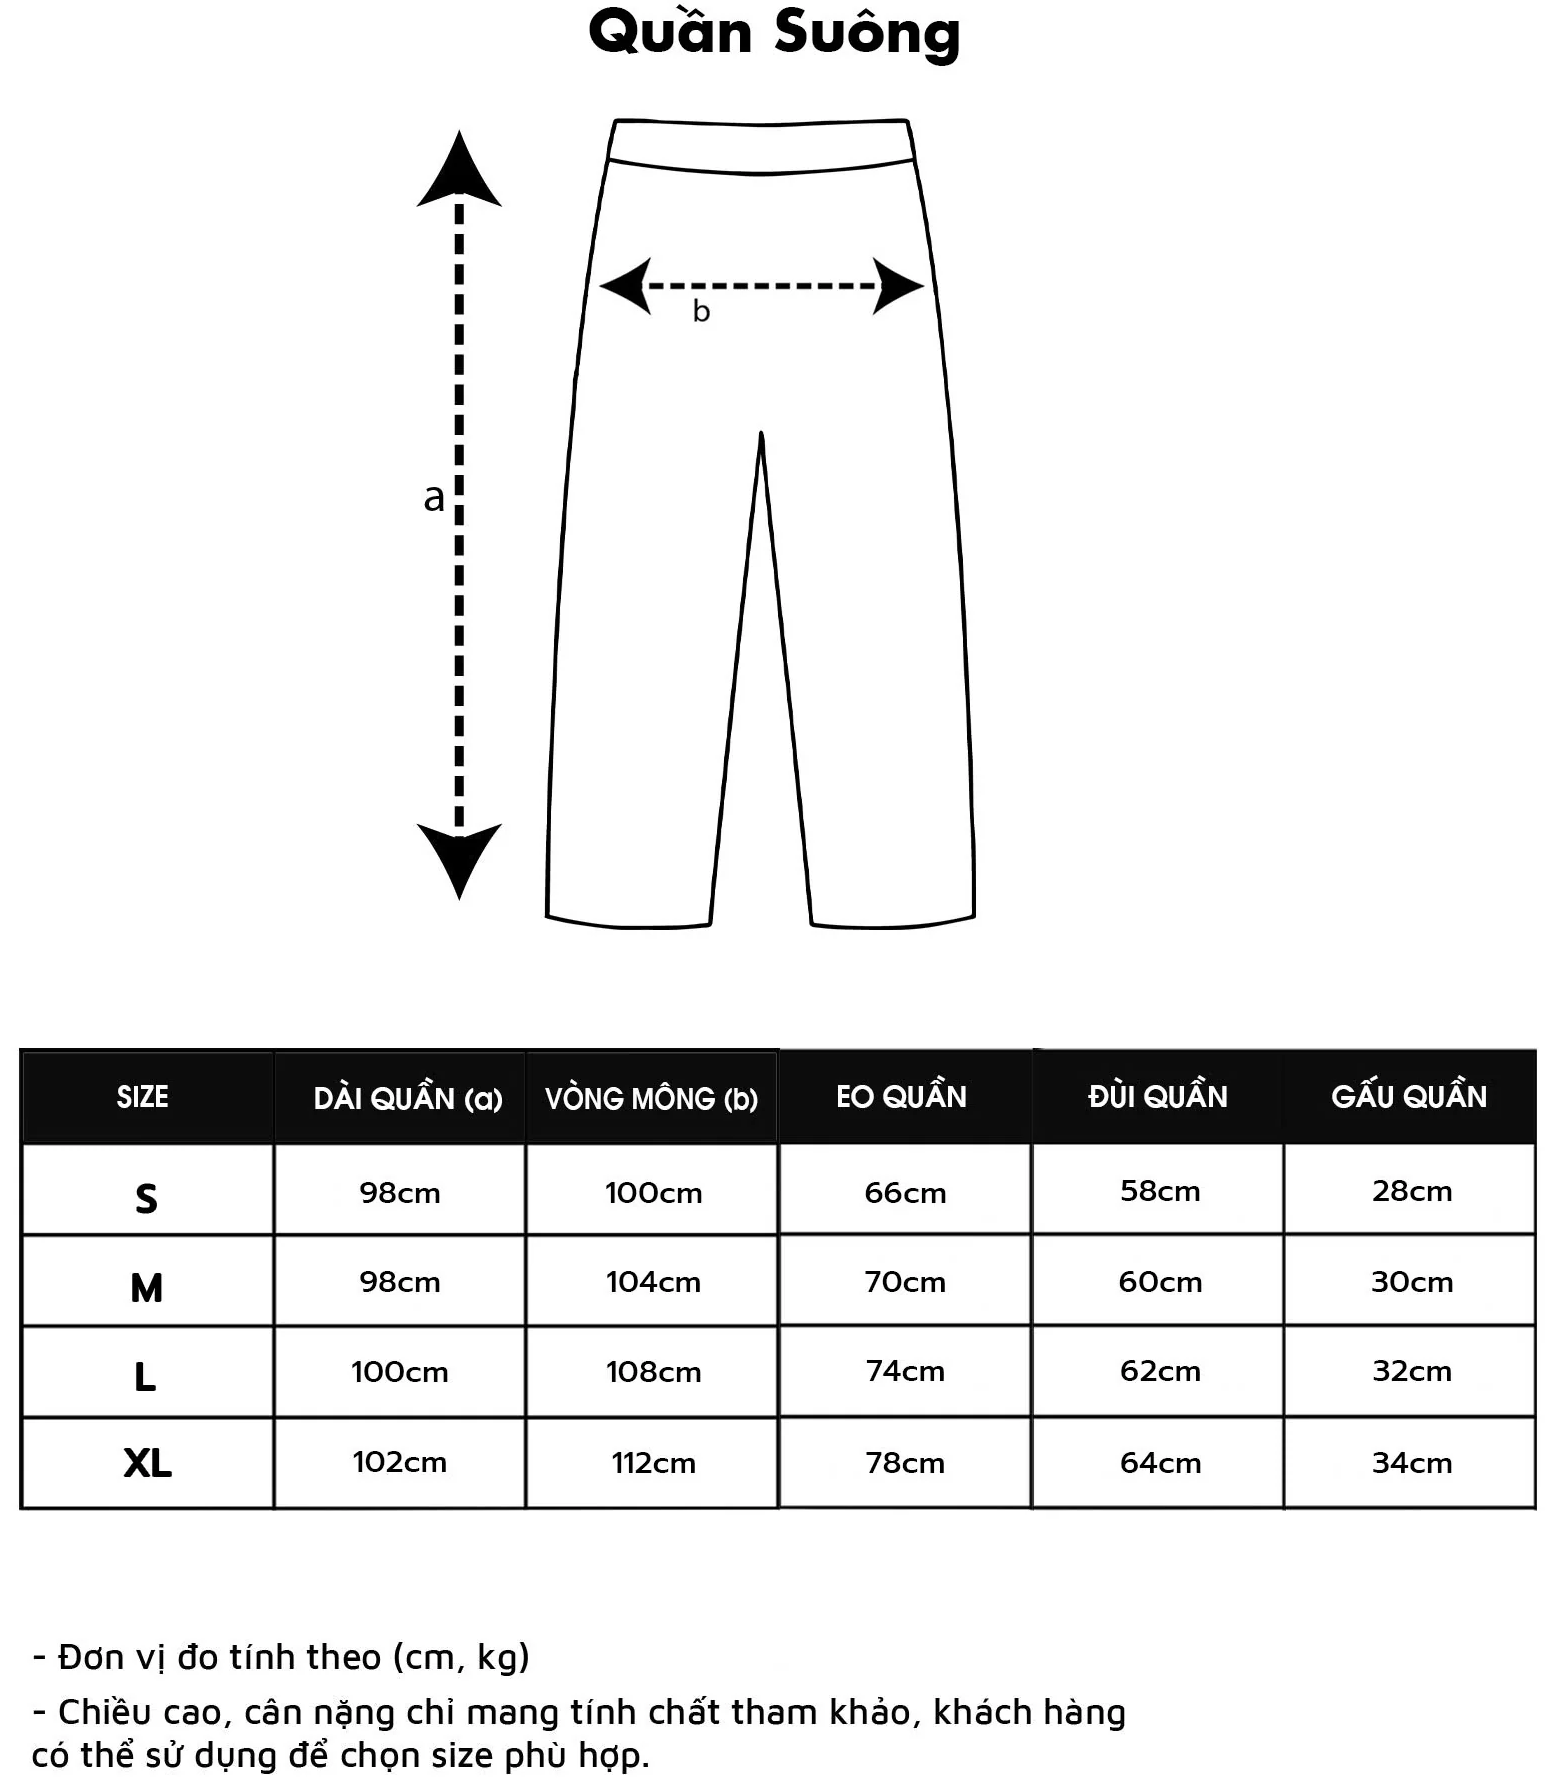 Quần Suông
b
a
SIZE DÀI QUẦN (a) VÒNG MÔNG (b) EO QUẦN ĐÙI QUẦN GẤU QUẦN
S 98cm 100cm 66cm 58cm 28cm
M 98cm 104cm 70cm 60cm 30cm
L 100cm 108cm 74cm 62cm 32cm
XL 102cm 112cm 78cm 64cm 34cm
- Đơn vị đo tính theo (cm, kg)
- Chiều cao, cân nặng chỉ mang tính chất tham khảo, khách hàng
có thể sử dụng để chọn size phù hợp.